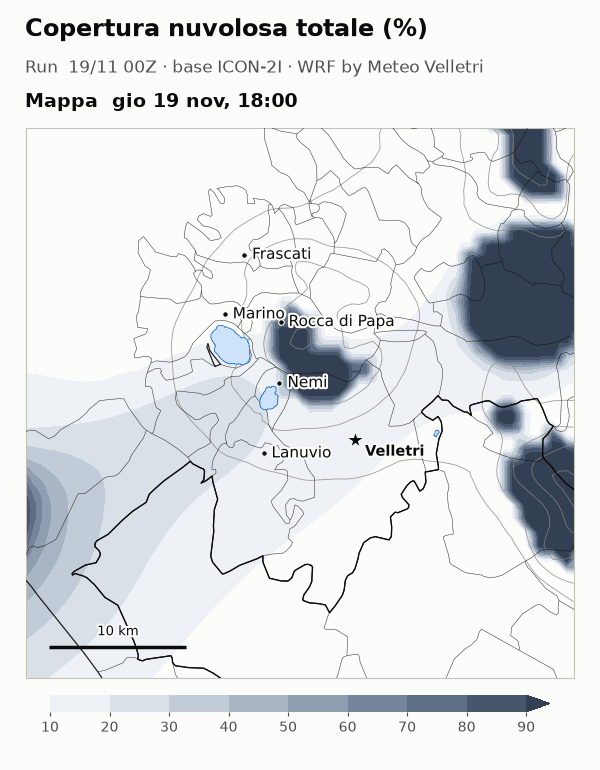 Copertura nuvolosa totale (%)
Run  19/11 00Z · base ICON-2I · WRF by Meteo Velletri
Mappa  gio 19 nov, 18:00
Frascati
Marino
Rocca di Papa
Nemi
Velletri
Lanuvio
10 km
10 20 30 40 50 60 70 80 90